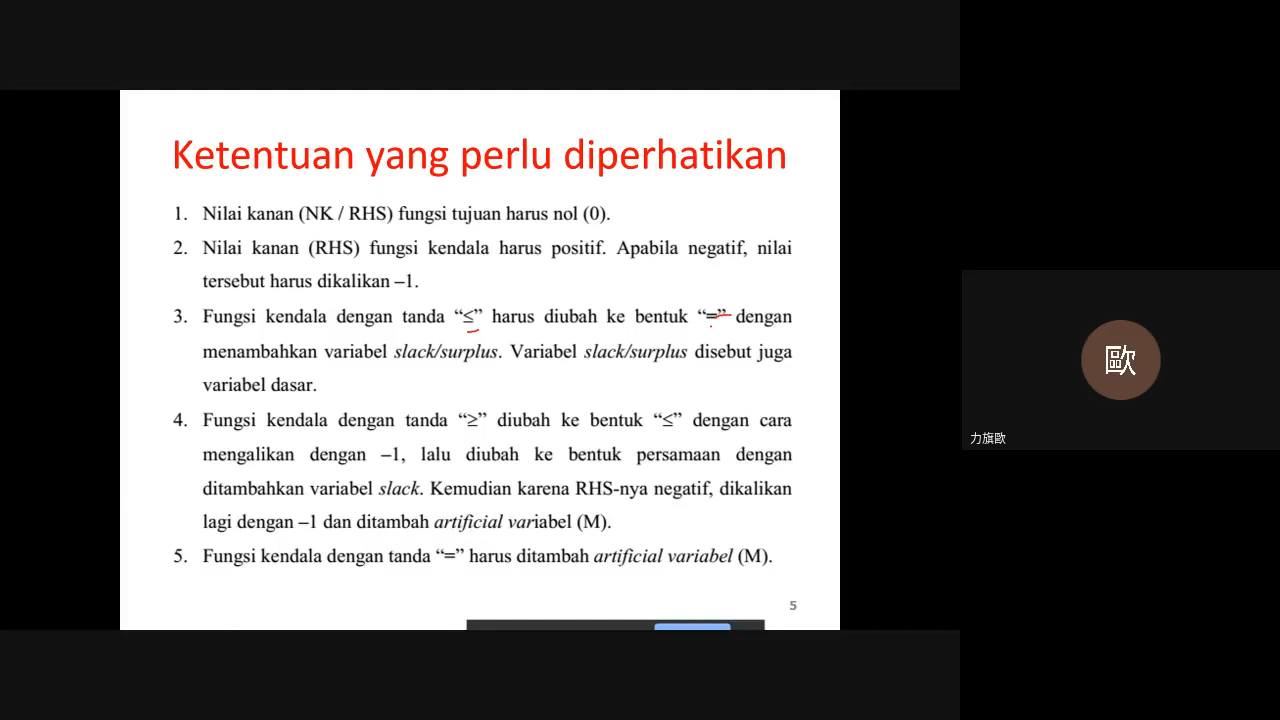 Ketentuan yang perlu diperhatikan
1. Nilai kanan (NK / RHS) fungsi tujuan harus nol (0).
2. Nilai kanan (RHS) fungsi kendala harus positif. Apabila negatif, nilai
tersebut harus dikalikan –1.
3. Fungsi kendala dengan tanda “≤” harus diubah ke bentuk “=” dengan
menambahkan variabel slack/surplus. Variabel slack/surplus disebut juga
variabel dasar.
4. Fungsi kendala dengan tanda “≥” diubah ke bentuk “≤” dengan cara
mengalikan dengan –1, lalu diubah ke bentuk persamaan dengan
ditambahkan variabel slack. Kemudian karena RHS-nya negatif, dikalikan
lagi dengan –1 dan ditambah artificial variabel (M).
5. Fungsi kendala dengan tanda “=” harus ditambah artificial variabel (M).
5
歐
力旗歐